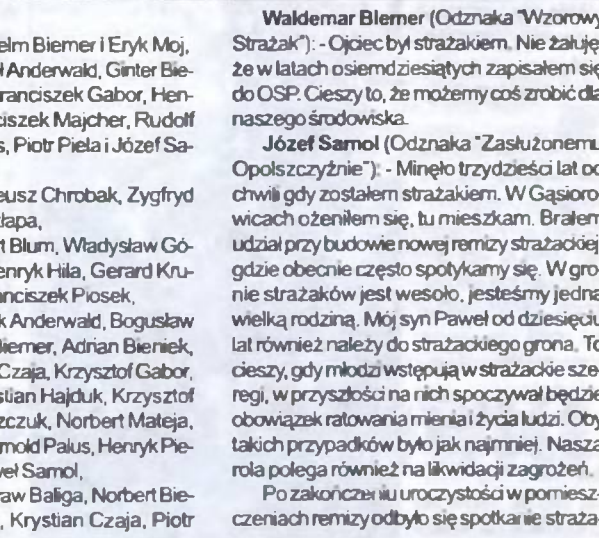 elm Biemer i Eryk Moj,
Anderwald, Ginter Bie-
ranciszek Gabor, Hen-
ciszek Majcher, Rudolf
s, Piotr Piela i józef Sa-
eusz Chrobak, Zygfryd
łapa,
t Blum, Władysław Gó-
enryk Hila, Gerard Kru-
nciszek Piosek,
k Anderwald, Bogusław
Biemer, Adrian Bieniek,
Czaja, Krzysztof Gabor,
stian Hajduk, Krzysztof
zczuk, Norbert Mateja,
mold Palus, Henryk Pie-
weł Samol,
raw Baliga, Norbert Bie-
, Krystian Czaja, Piotr
Waldemar Biemer (Odznaka "Wzorowy
Strażak"): - Ojciec był strażakiem. Nie żałuję,
że w latach osiemdziesiątych zapisałem się
do OSP. Cieszy to, że możemy coś zrobić dla
naszego środowiska.
Józef Samol (Odznaka "Zasłużonemu
Opolszczyźnie"): - Minęło trzydzieści lat od
chwili gdy zostałem strażakiem. W Gąsioro-
wicach ożeniłem się, tu mieszkam. Brałem
udział przy budowie nowej remizy strażackiej,
gdzie obecnie często spotykamy się. W gro-
nie strażaków jest wesoło, jesteśmy jedną
wielką rodziną. Mój syn Paweł od dziesięciu
lat również należy do strażackiego grona. To
cieszy, gdy młodzi wstępują w strażackie sze-
regi, w przyszłości na nich spoczywał będzie
obowiązek ratowania mienia i życia ludzi. Oby
takich przypadków było jak najmniej. Nasza
rola polega również na likwidacji zagrożeń.
Po zakończeniu uroczystości w pomiesz-
czeniach remizy odbyło się spotkanie straża-